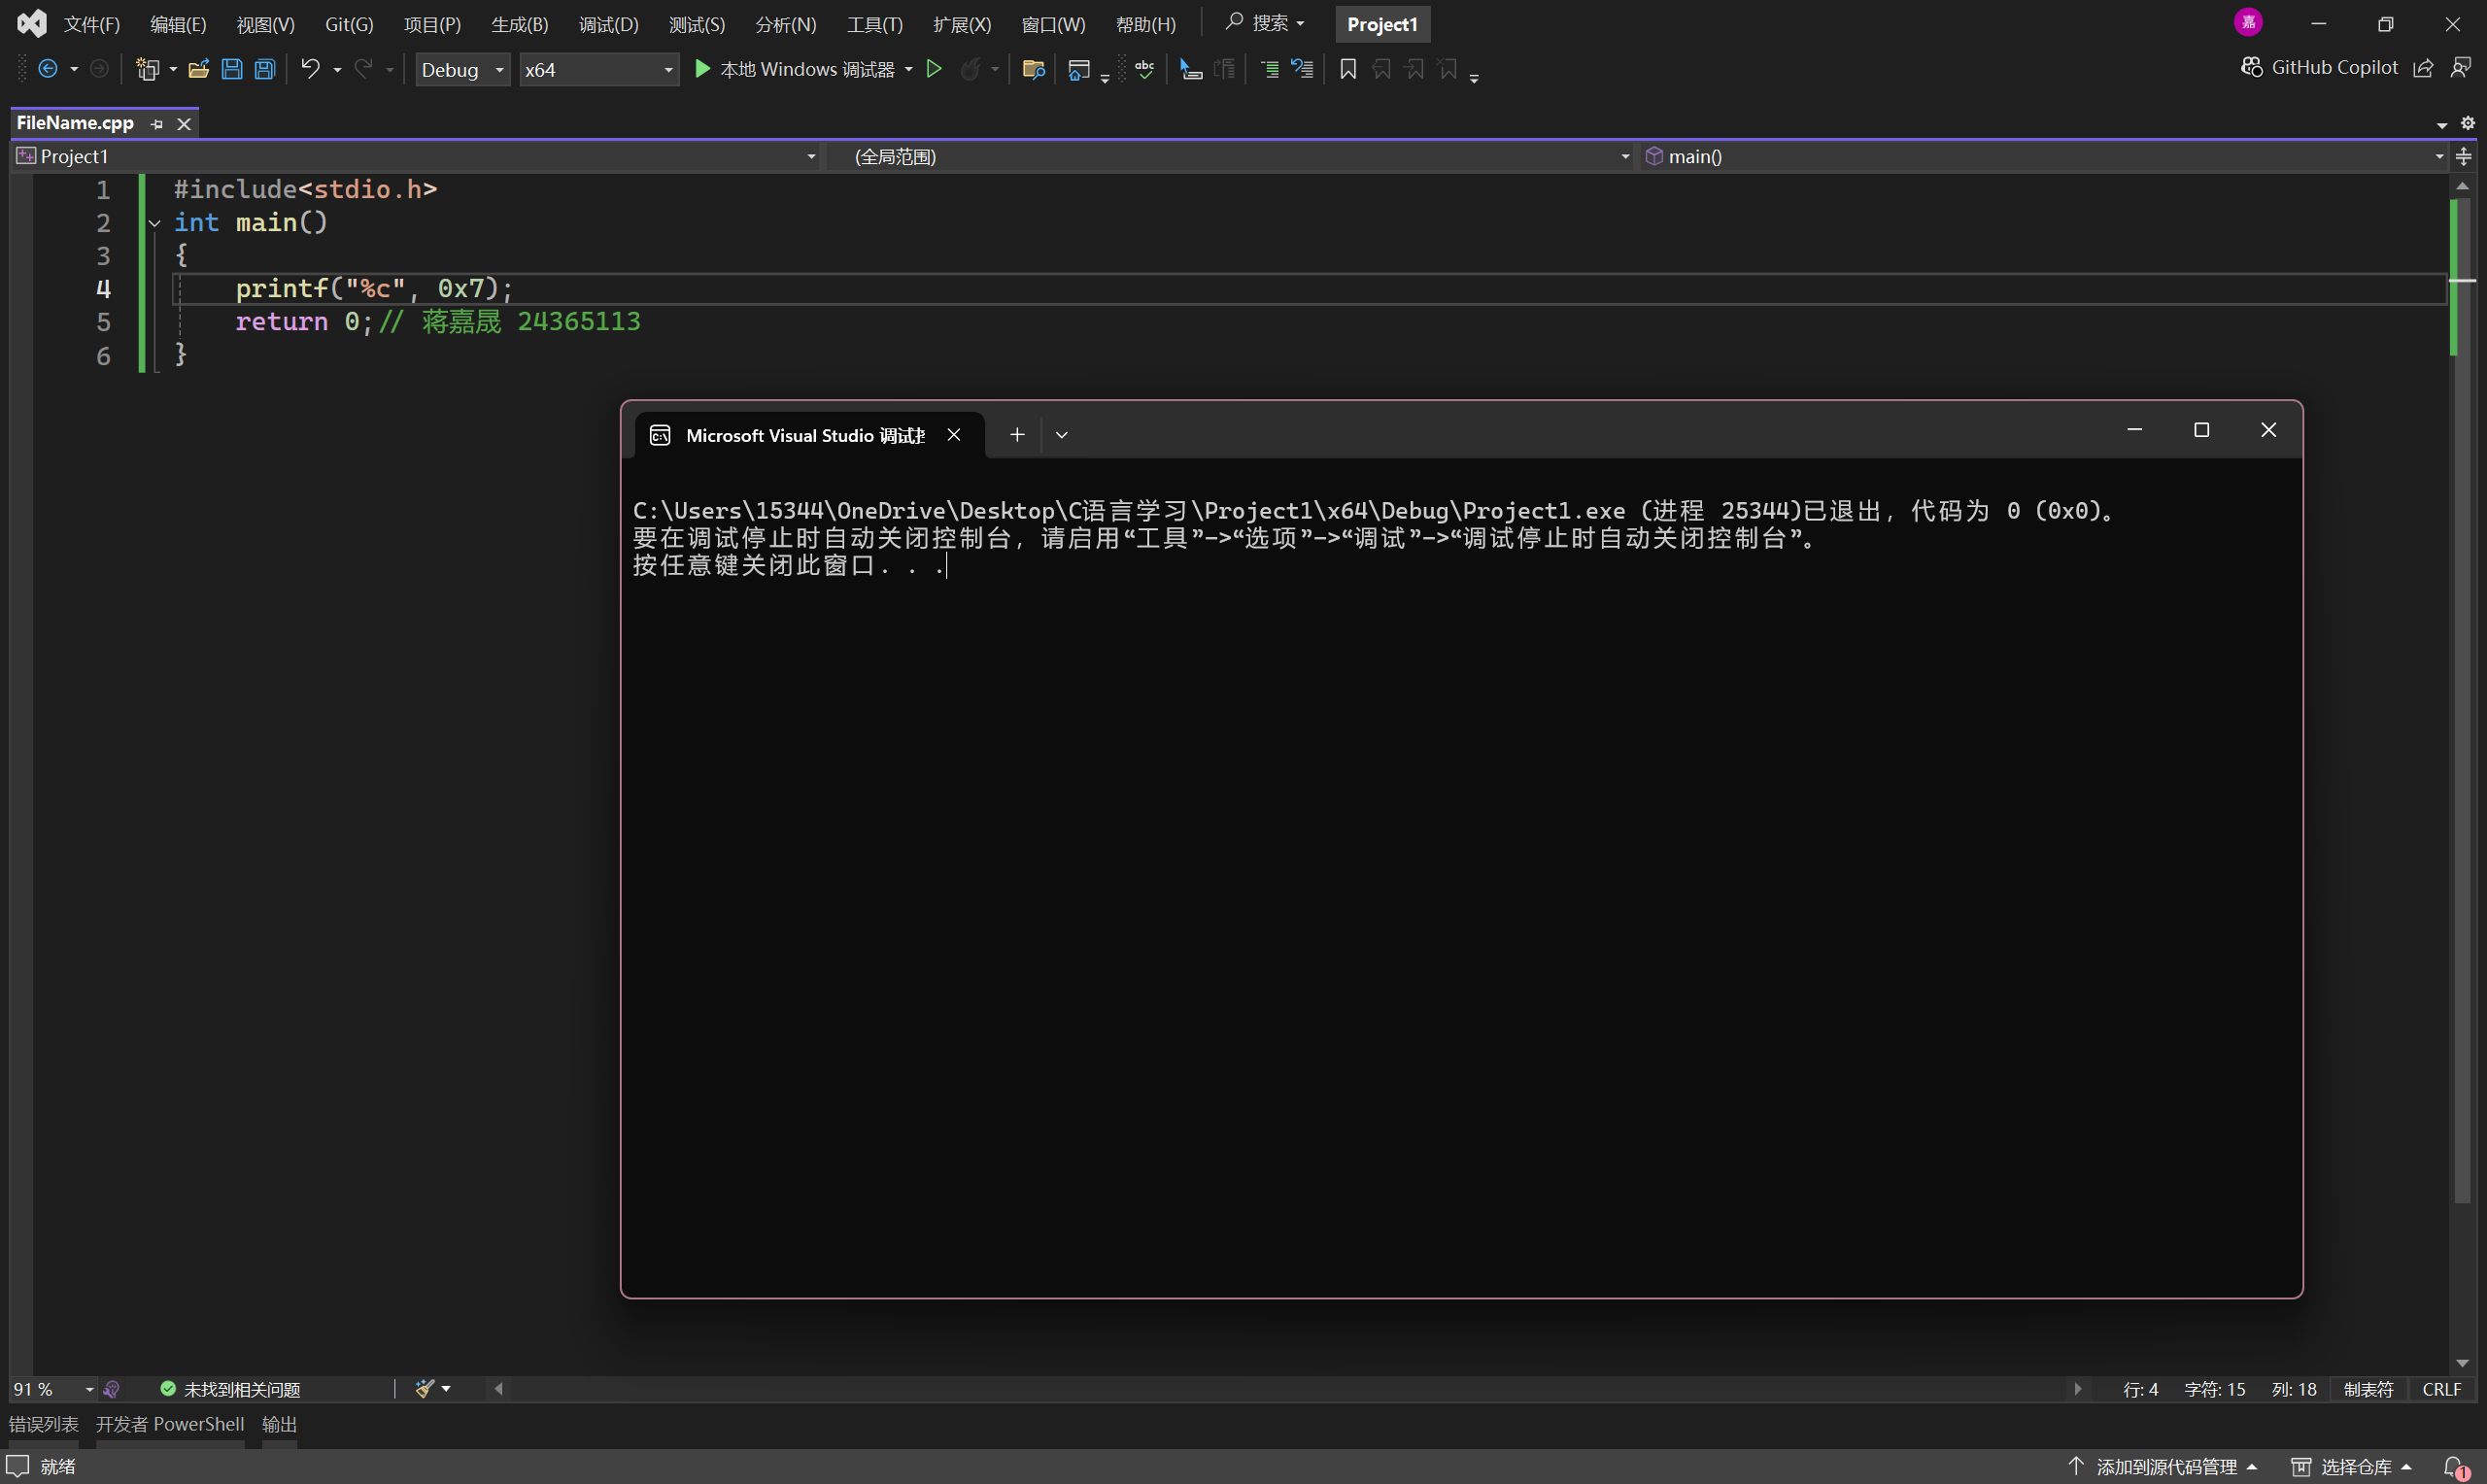 文件(F) 编辑(E) 视图(V) Git(G) 项目(P) 生成(B) 调试(D) 测试(S) 分析(N) 工具(T) 扩展(X) 窗口(W) 帮助(H) 搜索 Project1 嘉
Debug x64 本地 Windows 调试器 abc GitHub Copilot
FileName.cpp
Project1 (全局范围) main()
1 #include<stdio.h>
2 int main()
3 {
4 printf("%c", 0x7);
5 return 0;// 蒋嘉晟 24365113
6 }
Microsoft Visual Studio 调试
C:\Users\15344\OneDrive\Desktop\C语言学习\Project1\x64\Debug\Project1.exe (进程 25344)已退出，代码为 0 (0x0)。
要在调试停止时自动关闭控制台，请启用“工具”->“选项”->“调试”->“调试停止时自动关闭控制台”。
按任意键关闭此窗口. . .
91 % 未找到相关问题 行: 4 字符: 15 列: 18 制表符 CRLF
错误列表 开发者 PowerShell 输出
就绪 添加到源代码管理 选择仓库 1